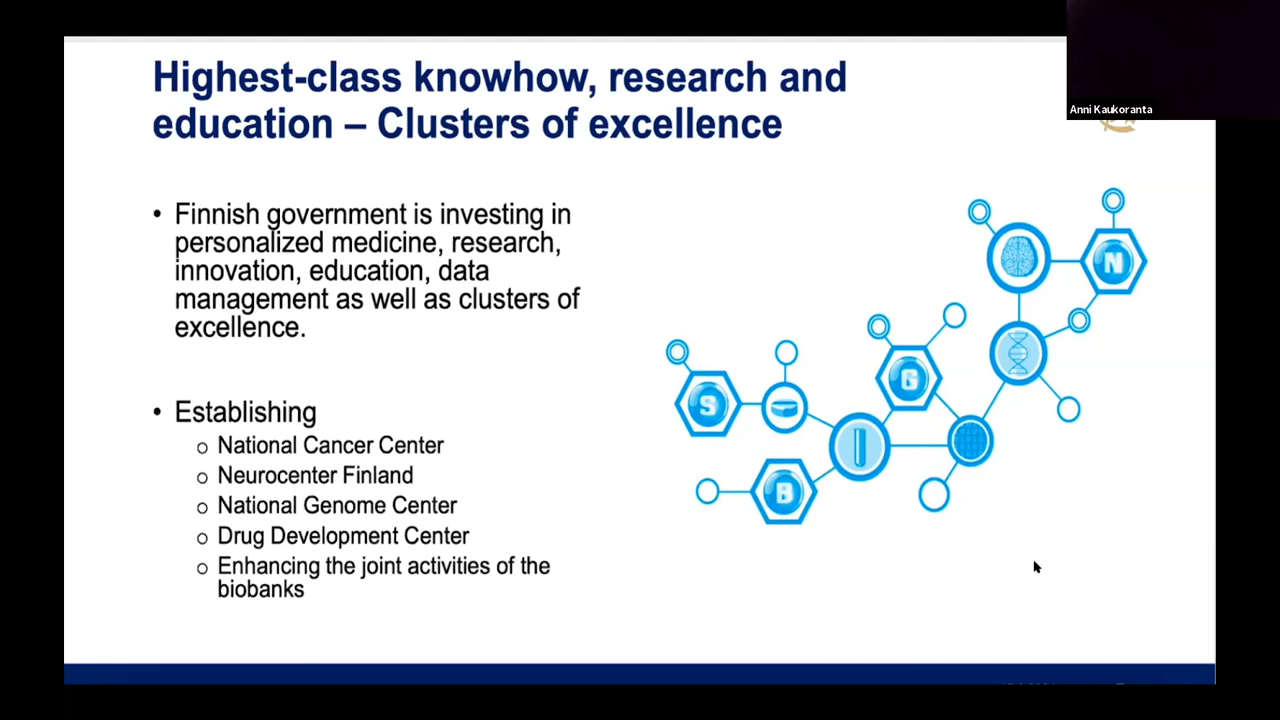 Highest-class knowhow, research and
education – Clusters of excellence
Anni Kaukoranta
• Finnish government is investing in
personalized medicine, research,
innovation, education, data
management as well as clusters of
excellence.
• Establishing
o National Cancer Center
o Neurocenter Finland
o National Genome Center
o Drug Development Center
o Enhancing the joint activities of the
biobanks
N
G
S
B